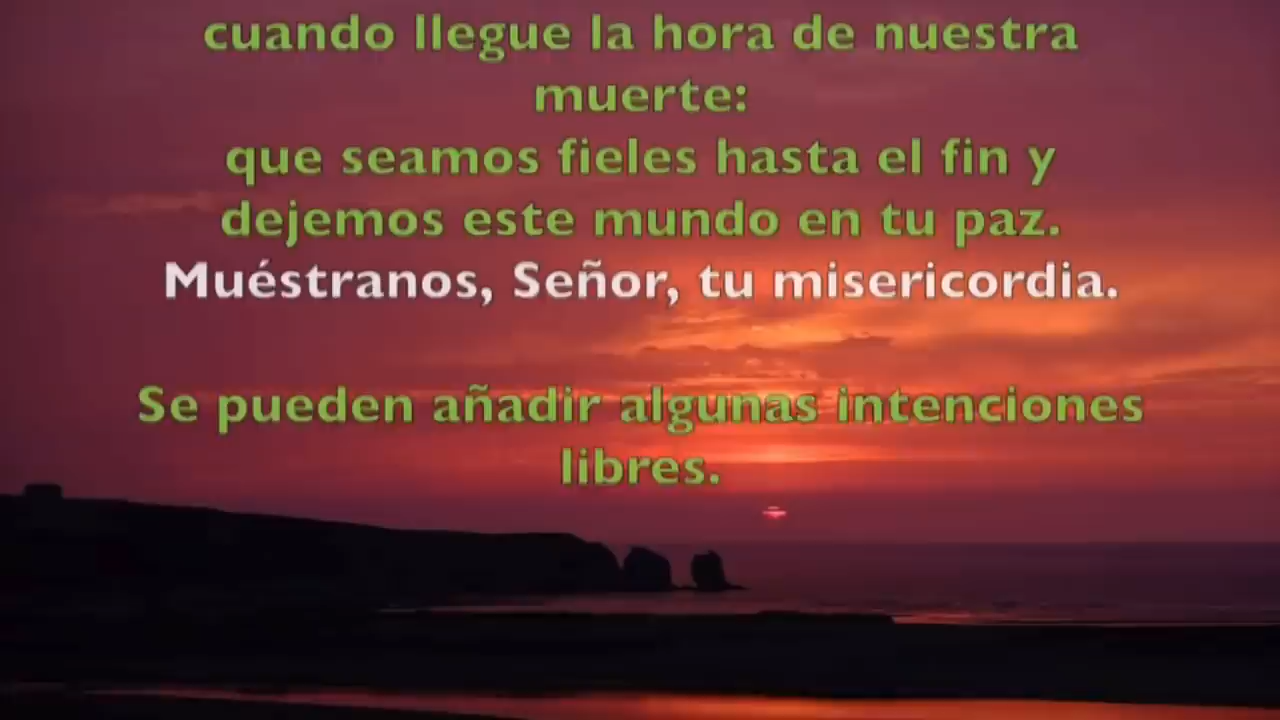 cuando llegue la hora de nuestra
muerte:
que seamos fieles hasta el fin y
dejemos este mundo en tu paz.
Muéstranos, Señor, tu misericordia.
Se pueden añadir algunas intenciones
libres.